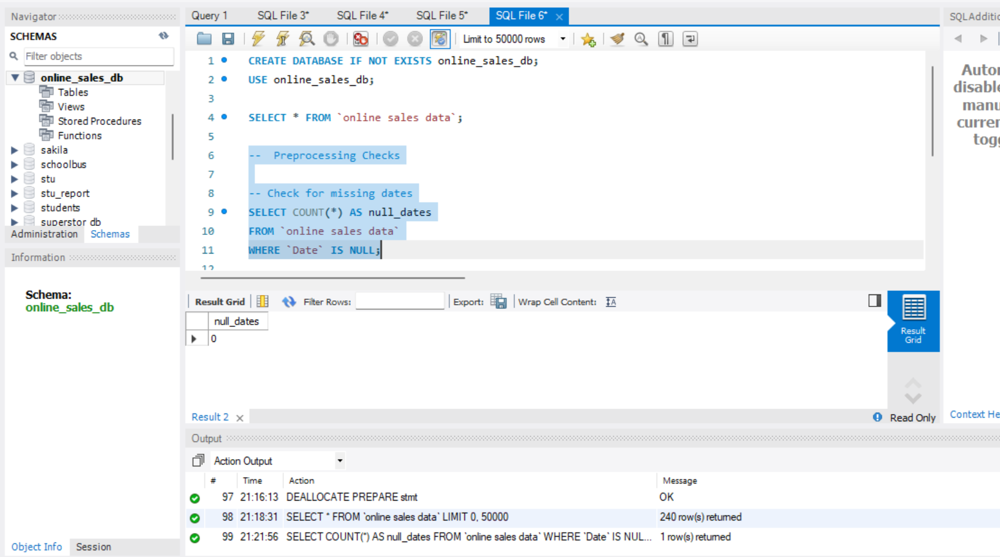 Navigator
SCHEMAS
Filter objects
online_sales_db
Tables
Views
Stored Procedures
Functions
sakila
schoolbus
stu
stu_report
students
superstor_db
Administration Schemas
Information
Schema:
online_sales_db
Object Info Session
Query 1 SQL File 3* SQL File 4* SQL File 5* SQL File 6*
Limit to 50000 rows
1 CREATE DATABASE IF NOT EXISTS online_sales_db;
2 USE online_sales_db;
3
4 SELECT * FROM `online sales data`;
5
6 --  Preprocessing Checks
7
8 -- Check for missing dates
9 SELECT COUNT(*) AS null_dates
10 FROM `online sales data`
11 WHERE `Date` IS NULL;
12
Result Grid Filter Rows: Export: Wrap Cell Content:
null_dates
0
Result
Grid
Result 2 Read Only
Output
Action Output
# Time Action Message
97 21:16:13 DEALLOCATE PREPARE stmt OK
98 21:18:31 SELECT * FROM `online sales data` LIMIT 0, 50000 240 row(s) returned
99 21:21:56 SELECT COUNT(*) AS null_dates FROM `online sales data` WHERE `Date` IS NUL... 1 row(s) returned
SQLAdditio
Autor
disable
manu
curren
togg
Context He